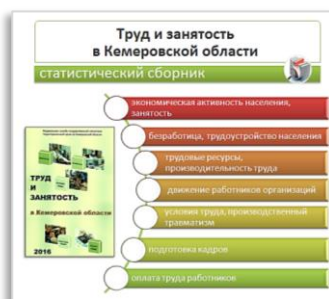 Труд и занятость
в Кемеровской области
статистический сборник
экономическая активность населения,
занятость
безработица, трудоустройство населения
трудовые ресурсы,
производительность труда
движение работников организаций
условия труда, производственный
травматизм
подготовка кадров
оплата труда работников
ТРУД
И
ЗАНЯТОСТЬ
в Кемеровской области
2016